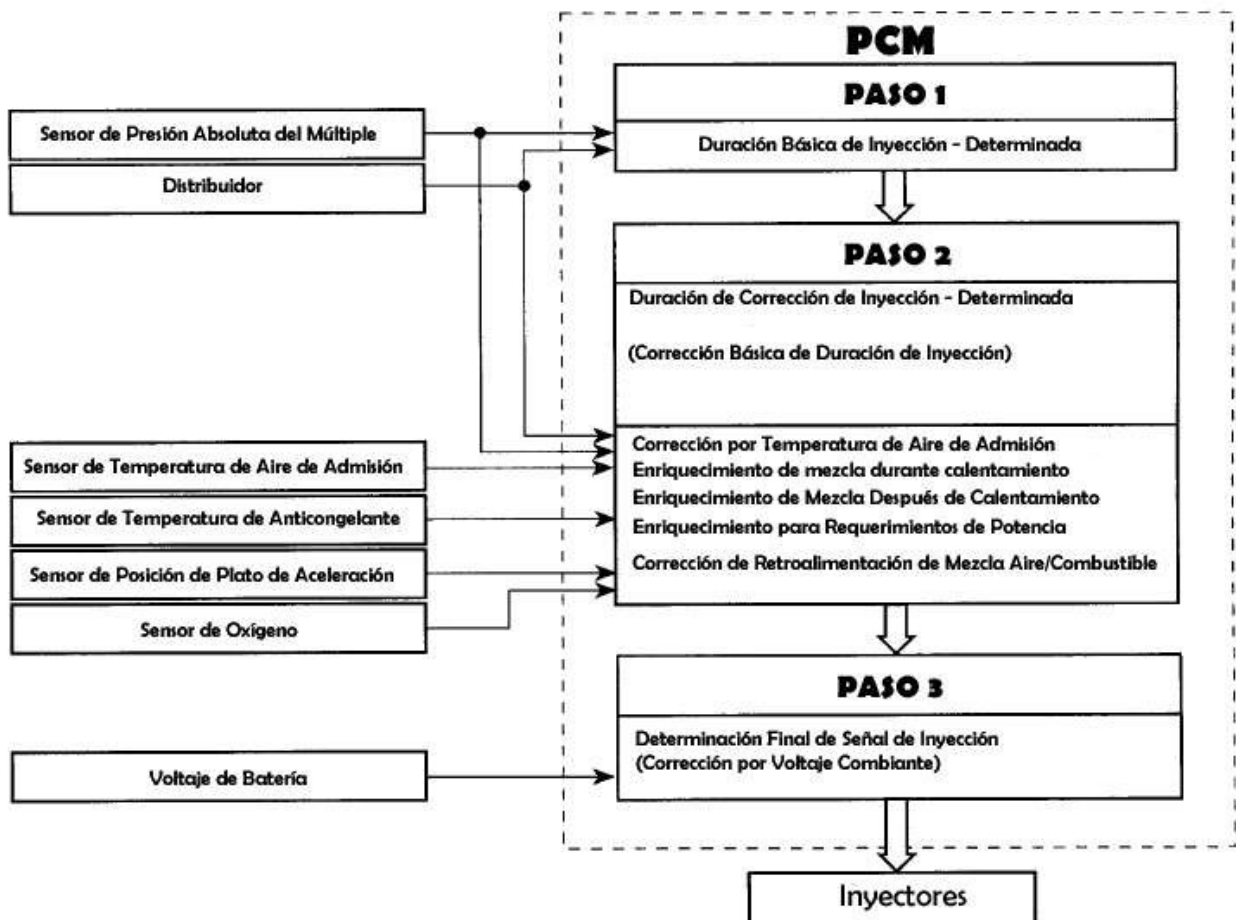 PCM
PASO 1
Duración Básica de Inyección - Determinada
Sensor de Presión Absoluta del Múltiple
Distribuidor
PASO 2
Duración de Corrección de Inyección - Determinada
(Corrección Básica de Duración de Inyección)
Corrección por Temperatura de Aire de Admisión
Enriquecimiento de mezcla durante calentamiento
Enriquecimiento de Mezcla Después de Calentamiento
Enriquecimiento para Requerimientos de Potencia
Corrección de Retroalimentación de Mezcla Aire/Combustible
Sensor de Temperatura de Aire de Admisión
Sensor de Temperatura de Anticongelante
Sensor de Posición de Plato de Aceleración
Sensor de Oxígeno
PASO 3
Determinación Final de Señal de Inyección
(Corrección por Voltaje Combiante)
Voltaje de Batería
Inyectores